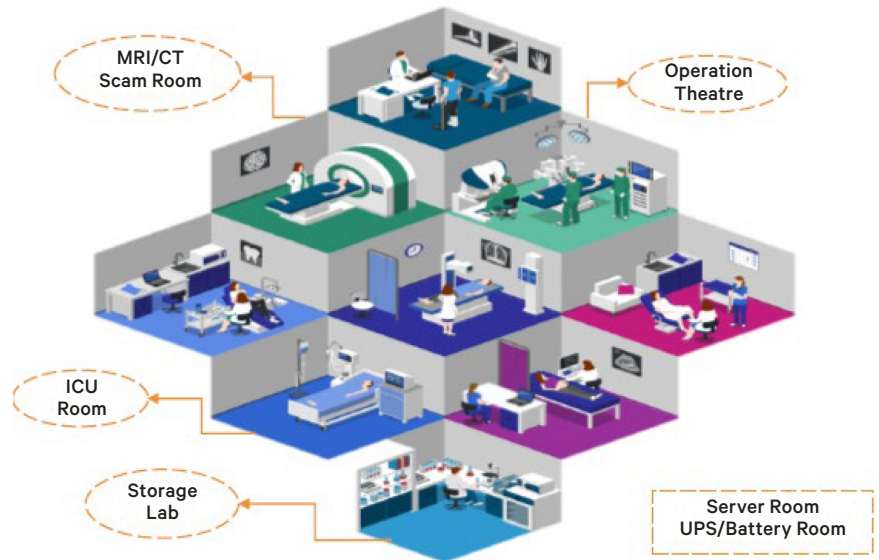 MRI/CT
Scam Room
Operation
Theatre
ICU
Room
Storage
Lab
Server Room
UPS/Battery Room